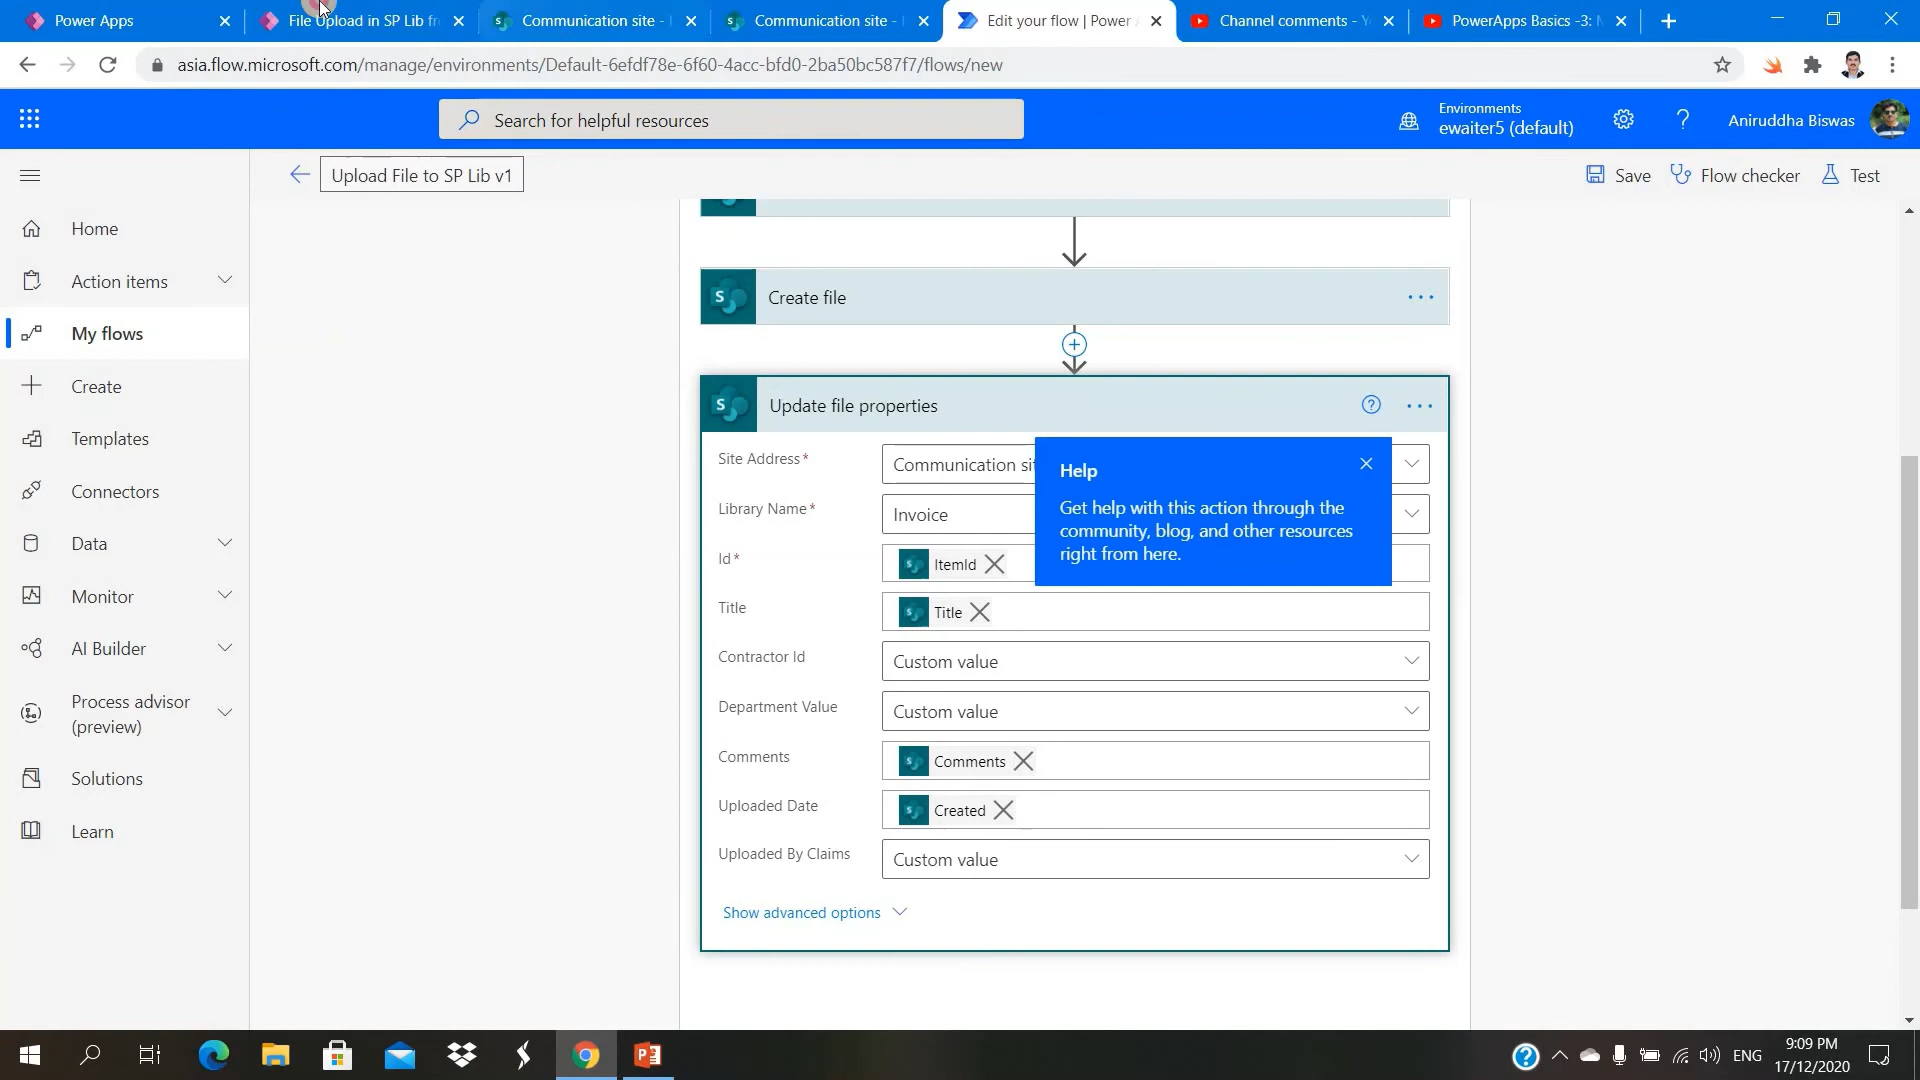 Power Apps
File Upload in SP Lib fr
Communication site -
Communication site -
Edit your flow | Power A
Channel comments - Y
PowerApps Basics -3:
asia.flow.microsoft.com/manage/environments/Default-6efdf78e-6f60-4acc-bfd0-2ba50bc587f7/flows/new
Search for helpful resources
Environments
ewaiter5 (default)
Aniruddha Biswas
Upload File to SP Lib v1
Save
Flow checker
Test
Home
Action items
My flows
Create
Templates
Connectors
Data
Monitor
AI Builder
Process advisor
(preview)
Solutions
Learn
Create file
Update file properties
Site Address*
Communication sit
Library Name*
Invoice
Id*
ItemId
Title
Title
Contractor Id
Custom value
Department Value
Custom value
Comments
Comments
Uploaded Date
Created
Uploaded By Claims
Custom value
Show advanced options
Help
Get help with this action through the
community, blog, and other resources
right from here.
ENG
9:09 PM
17/12/2020